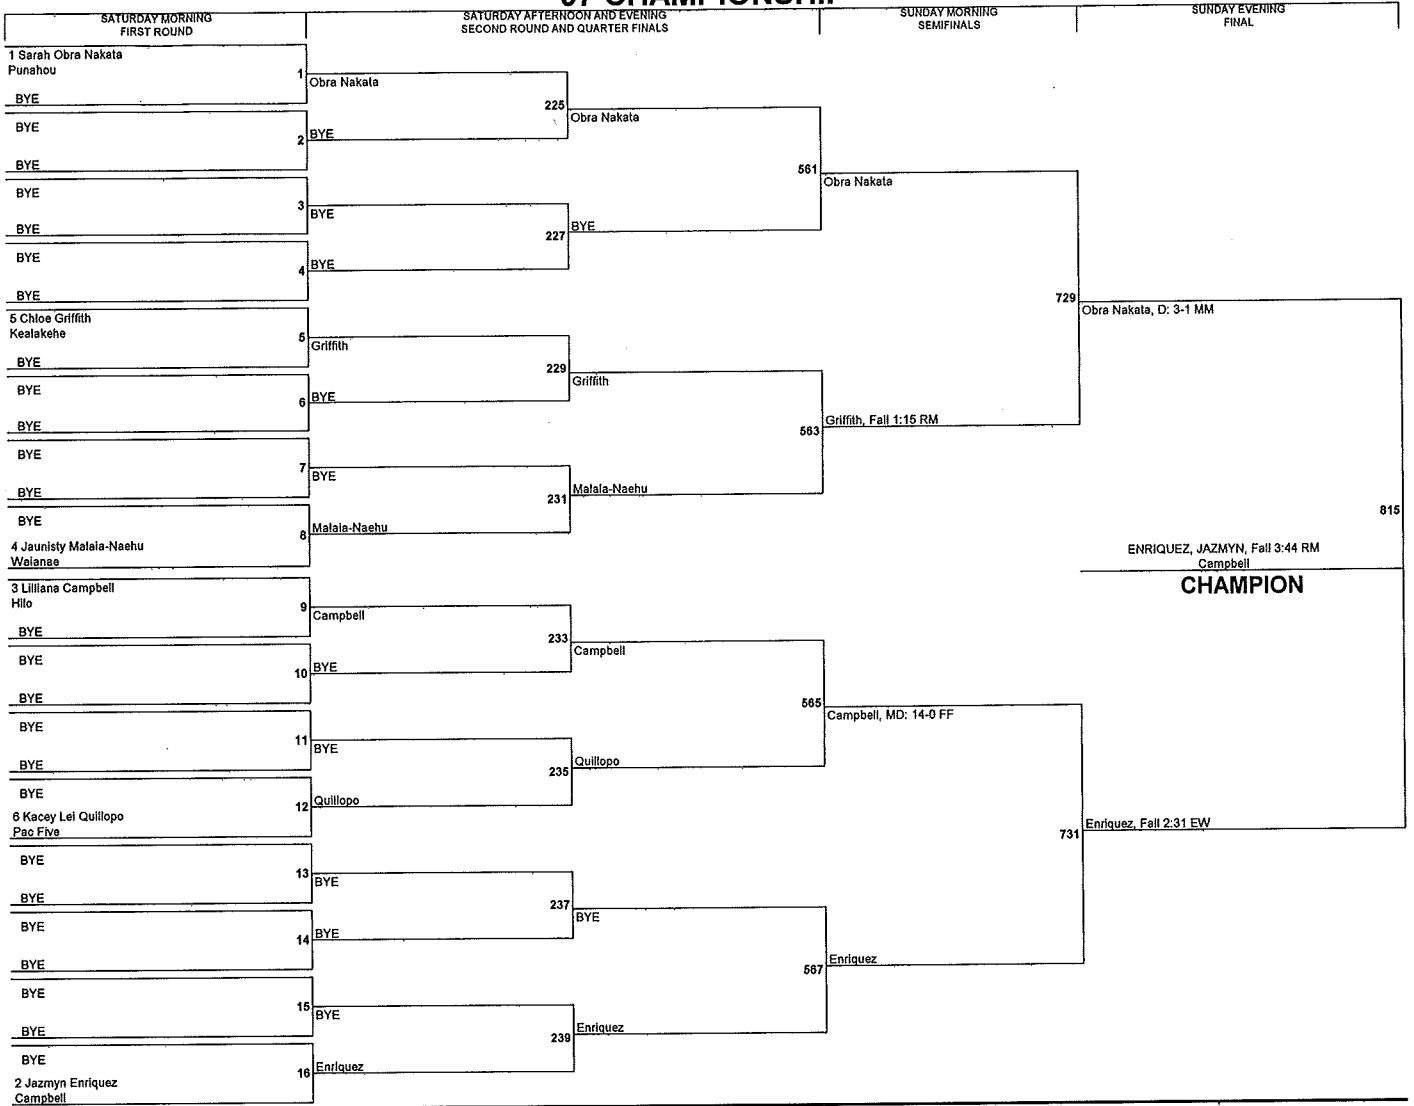 SATURDAY MORNING
FIRST ROUND
SATURDAY AFTERNOON AND EVENING
SECOND ROUND AND QUARTER FINALS
SUNDAY MORNING
SEMIFINALS
SUNDAY EVENING
FINAL
1 Sarah Obra Nakata
Punahou
1
BYE
BYE
2
BYE
BYE
3
BYE
BYE
4
BYE
5 Chloe Griffith
Kealakehe
5
BYE
BYE
6
BYE
BYE
7
BYE
BYE
8
4 Jaunisty Malala-Naehu
Waianae
3 Lilliana Campbell
Hilo
9
BYE
BYE
10
BYE
BYE
11
BYE
BYE
12
6 Kacey Lei Quillopo
Pac Five
BYE
13
BYE
BYE
14
BYE
BYE
15
BYE
BYE
16
2 Jazmyn Enriquez
Campbell
Obra Nakata
225
BYE
BYE
227
BYE
Griffith
229
BYE
BYE
231
Malala-Naehu
Campbell
233
BYE
BYE
235
Quillopo
BYE
237
BYE
BYE
239
Enriquez
Obra Nakata
561
BYE
Griffith
563
Malala-Naehu
Campbell
565
Quillopo
BYE
567
Enriquez
Obra Nakata
729
Griffith, Fall 1:15 RM
Campbell, MD: 14-0 FF
731
Enriquez
Obra Nakata, D: 3-1 MM
815
Enriquez, Fall 2:31 EW
ENRIQUEZ, JAZMYN, Fall 3:44 RM
Campbell
CHAMPION